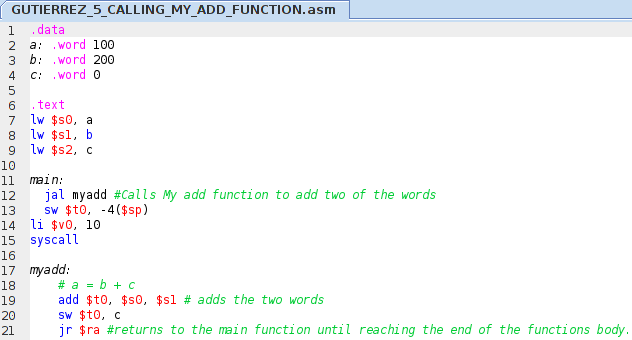 GUTIERREZ_5_CALLING_MY_ADD_FUNCTION.asm
1 .data
2 a: .word 100
3 b: .word 200
4 c: .word 0
5
6 .text
7 lw $s0, a
8 lw $s1, b
9 lw $s2, c
10
11 main:
12 jal myadd #Calls My add function to add two of the words
13 sw $t0, -4($sp)
14 li $v0, 10
15 syscall
16
17 myadd:
18 # a = b + c
19 add $t0, $s0, $s1 # adds the two words
20 sw $t0, c
21 jr $ra #returns to the main function until reaching the end of the functions body.